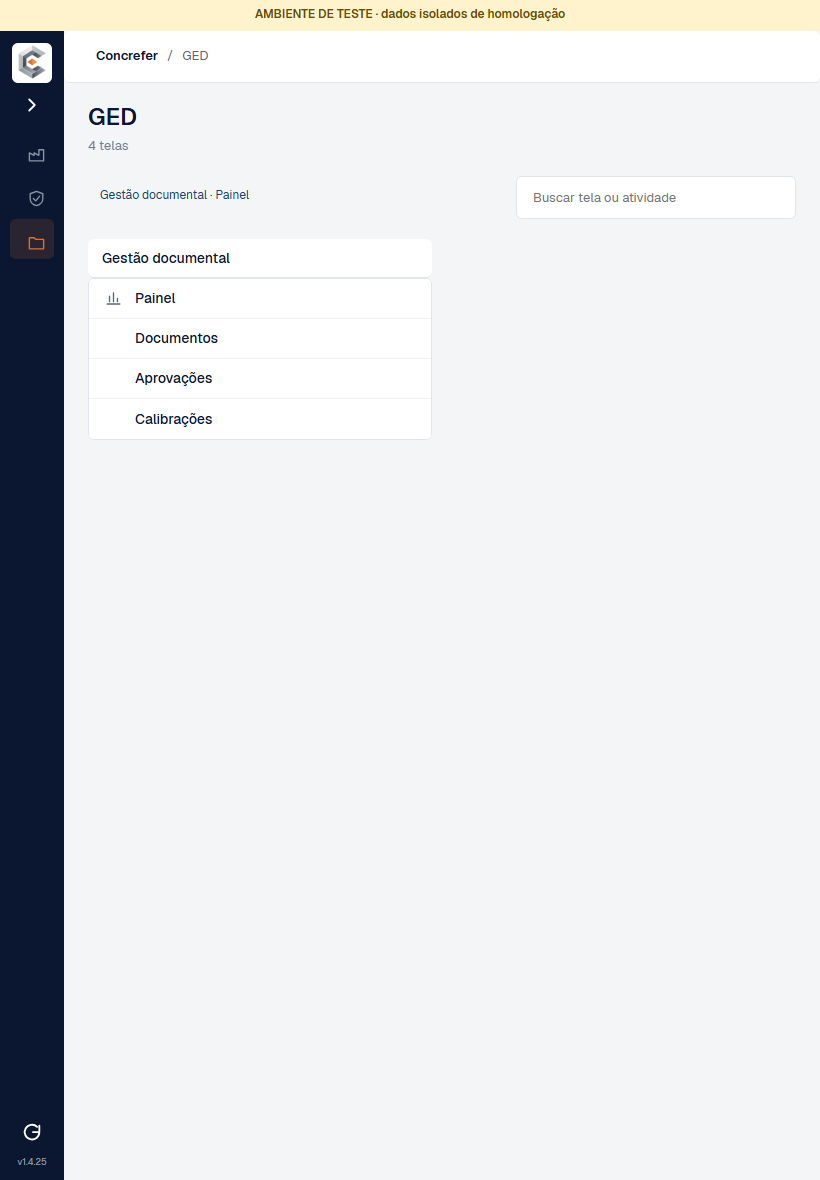 AMBIENTE DE TESTE · dados isolados de homologação
Concrefer / GED
GED
4 telas
Gestão documental · Painel
Buscar tela ou atividade
Gestão documental
Painel
Documentos
Aprovações
Calibrações
v1.4.25